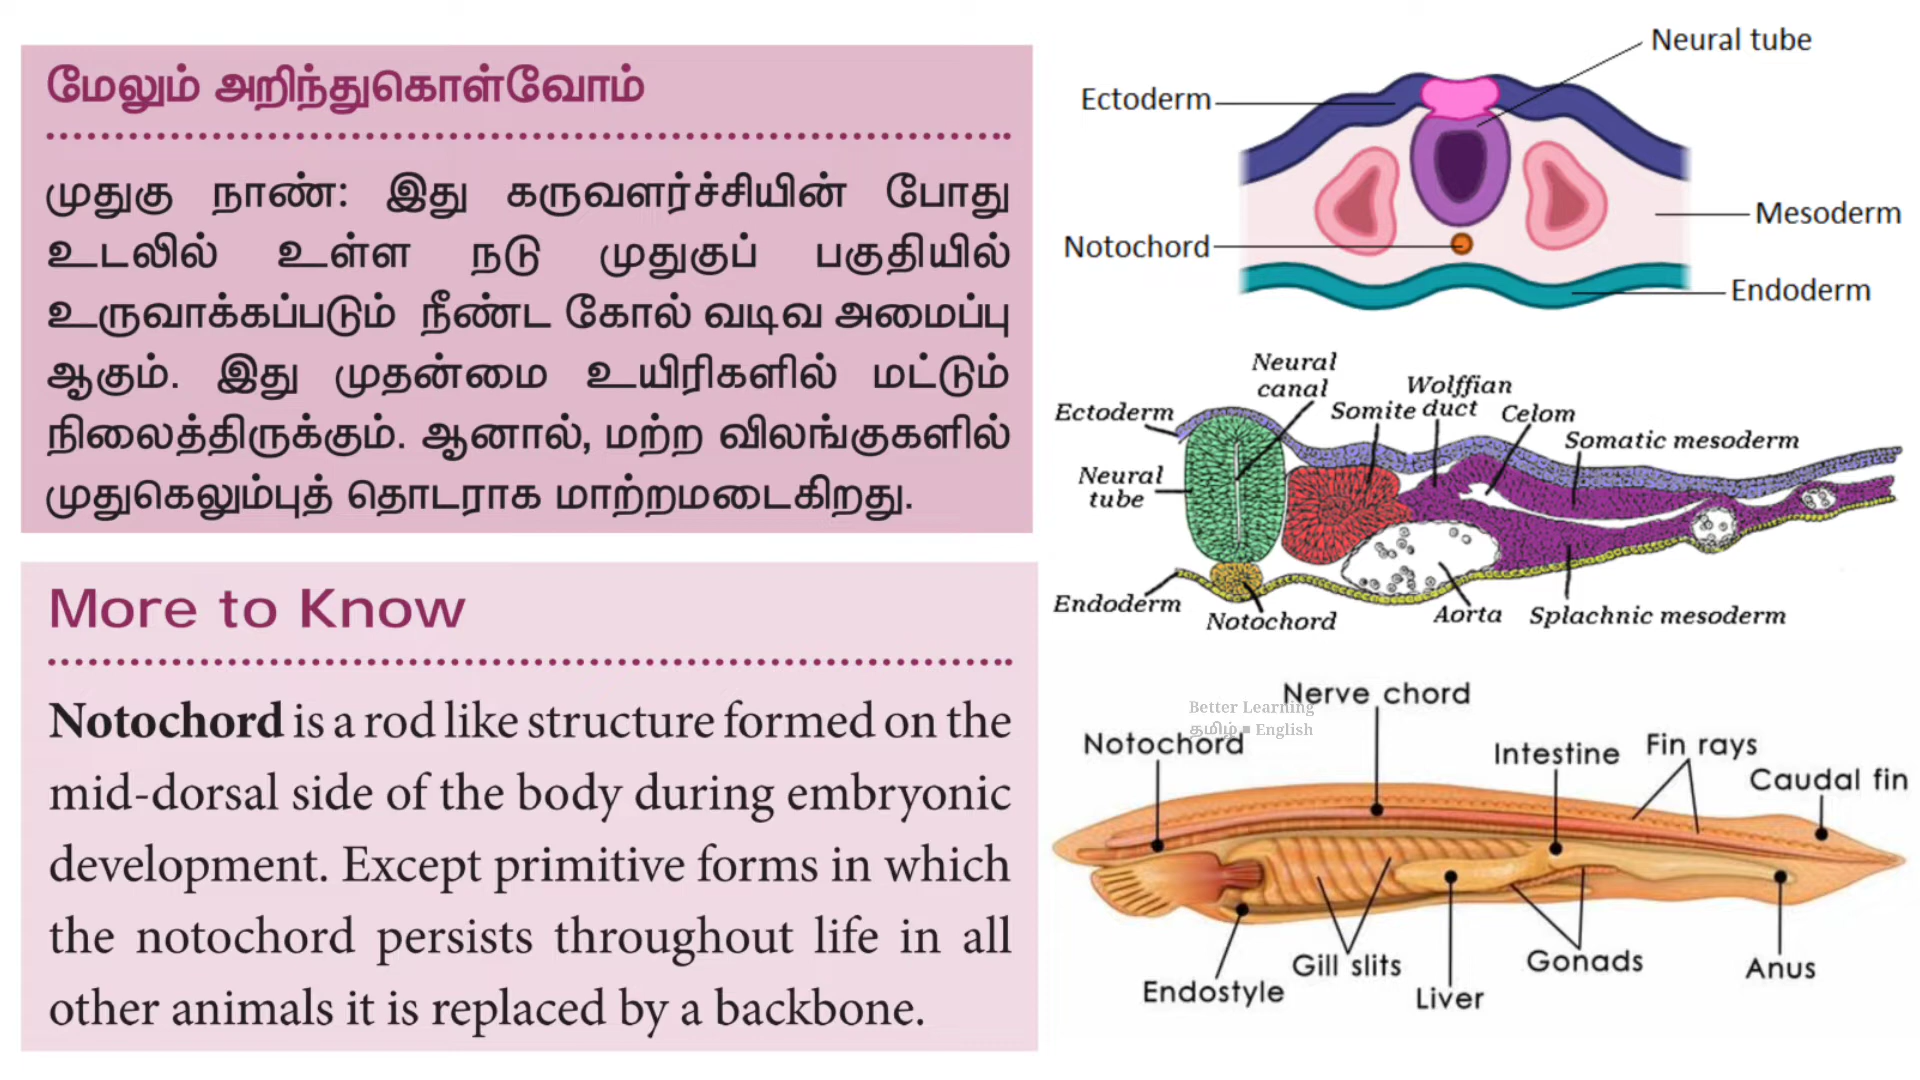 மேலும் அறிந்துகொள்வோம்
முதுகு நாண்: இது கருவளர்ச்சியின் போது
உடலில் உள்ள நடு முதுகுப் பகுதியில்
உருவாக்கப்படும் நீண்ட கோல் வடிவ அமைப்பு
ஆகும். இது முதன்மை உயிரிகளில் மட்டும்
நிலைத்திருக்கும். ஆனால், மற்ற விலங்குகளில்
முதுகெலும்புத் தொடராக மாற்றமடைகிறது.
More to Know
Notochord is a rod like structure formed on the
mid-dorsal side of the body during embryonic
development. Except primitive forms in which
the notochord persists throughout life in all
other animals it is replaced by a backbone.
Neural tube
Ectoderm
Mesoderm
Notochord
Endoderm
Neural
canal
Wolffian
duct
Ectoderm
Somite
Celom
Somatic mesoderm
Neural
tube
Endoderm
Notochord
Aorta
Splachnic mesoderm
Nerve chord
Better Learning
தமிழ் ■ English
Notochord
Intestine
Fin rays
Caudal fin
Endostyle
Gill slits
Liver
Gonads
Anus